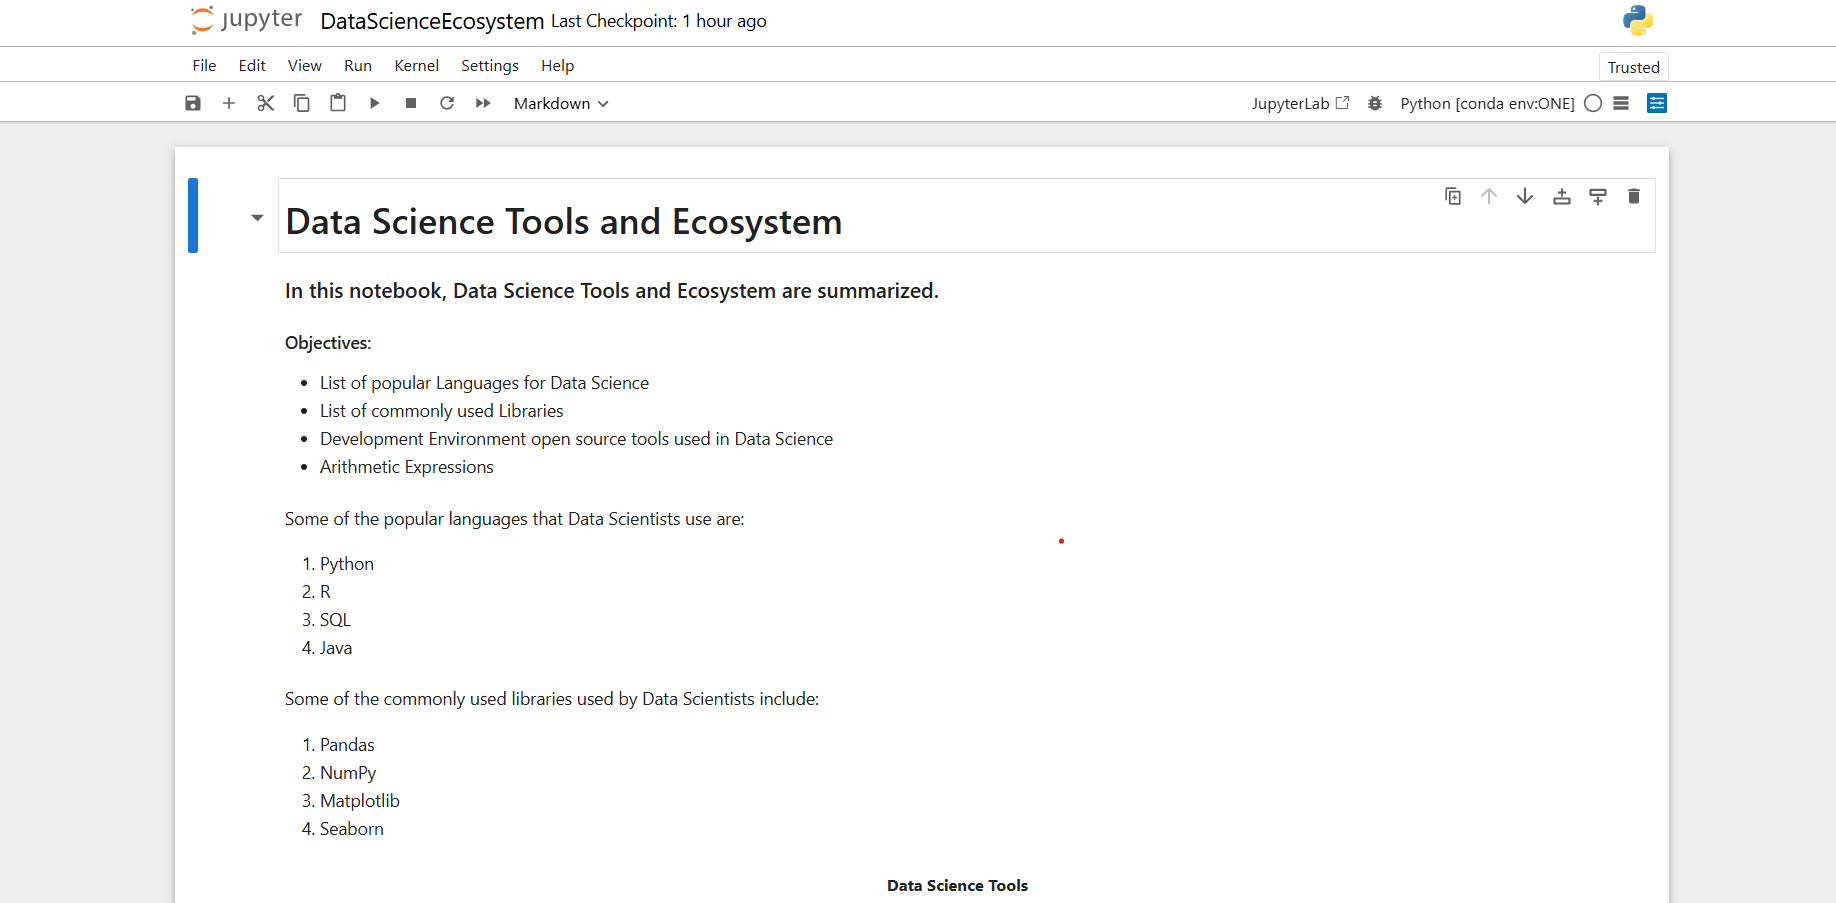 jupyter DataScienceEcosystem Last Checkpoint: 1 hour ago
File Edit View Run Kernel Settings Help Trusted
Markdown JupyterLab Python [conda env:ONE]
Data Science Tools and Ecosystem
In this notebook, Data Science Tools and Ecosystem are summarized.
Objectives:
• List of popular Languages for Data Science
• List of commonly used Libraries
• Development Environment open source tools used in Data Science
• Arithmetic Expressions
Some of the popular languages that Data Scientists use are:
1. Python
2. R
3. SQL
4. Java
Some of the commonly used libraries used by Data Scientists include:
1. Pandas
2. NumPy
3. Matplotlib
4. Seaborn
Data Science Tools